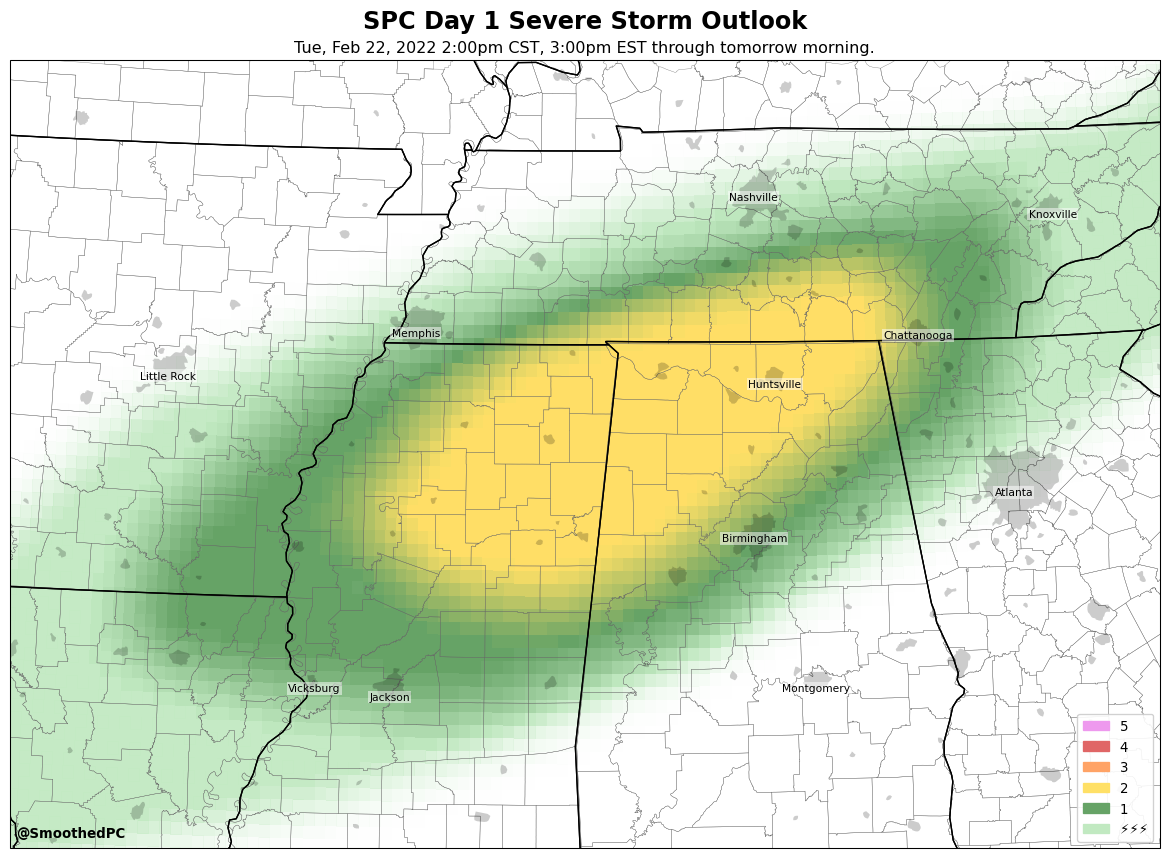 SPC Day 1 Severe Storm Outlook
Tue, Feb 22, 2022 2:00pm CST, 3:00pm EST through tomorrow morning.
Nashville
Knoxville
Memphis
Chattanooga
Little Rock
Huntsville
Atlanta
Birmingham
Vicksburg
Jackson
Montgomery
5
4
3
2
1
⚡⚡⚡
@SmoothedPC